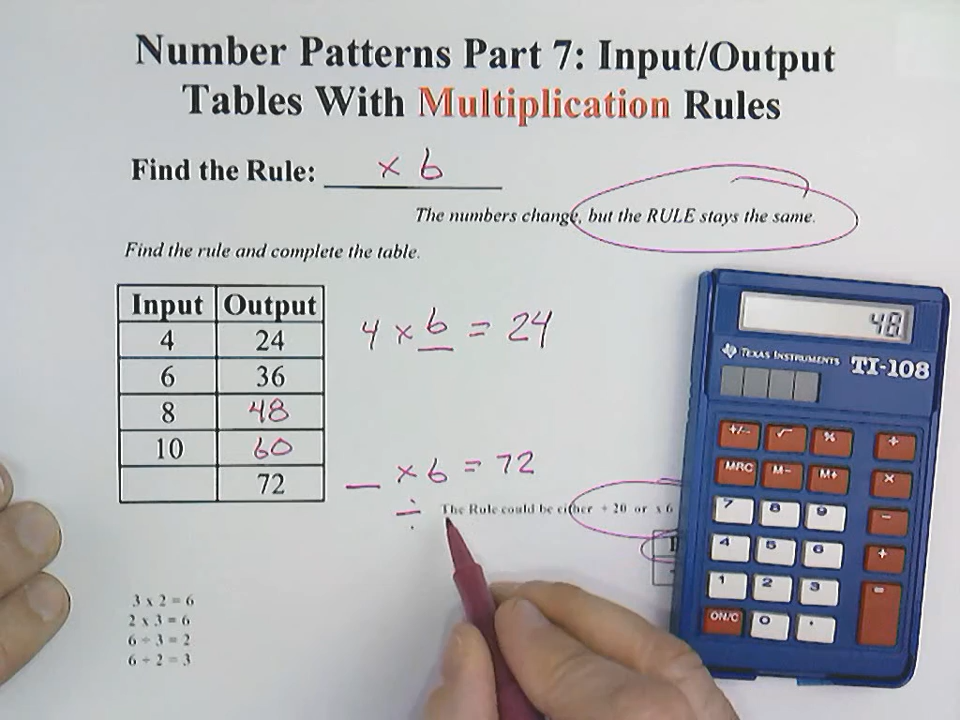 Number Patterns Part 7: Input/Output
Tables With Multiplication Rules
Find the Rule: × 6
The numbers change, but the RULE stays the same.
Find the rule and complete the table.
Input Output
4 24
6 36
8 48
10 60
72
4 × 6 = 24
__ × 6 = 72
÷
The Rule could be either + 20 or x 6
3 x 2 = 6
2 x 3 = 6
6 ÷ 3 = 2
6 ÷ 2 = 3
48
TEXAS INSTRUMENTS TI-108
+/− √ % ÷
MRC M− M+ ×
7 8 9 −
4 5 6 +
1 2 3 =
ON/C 0 .